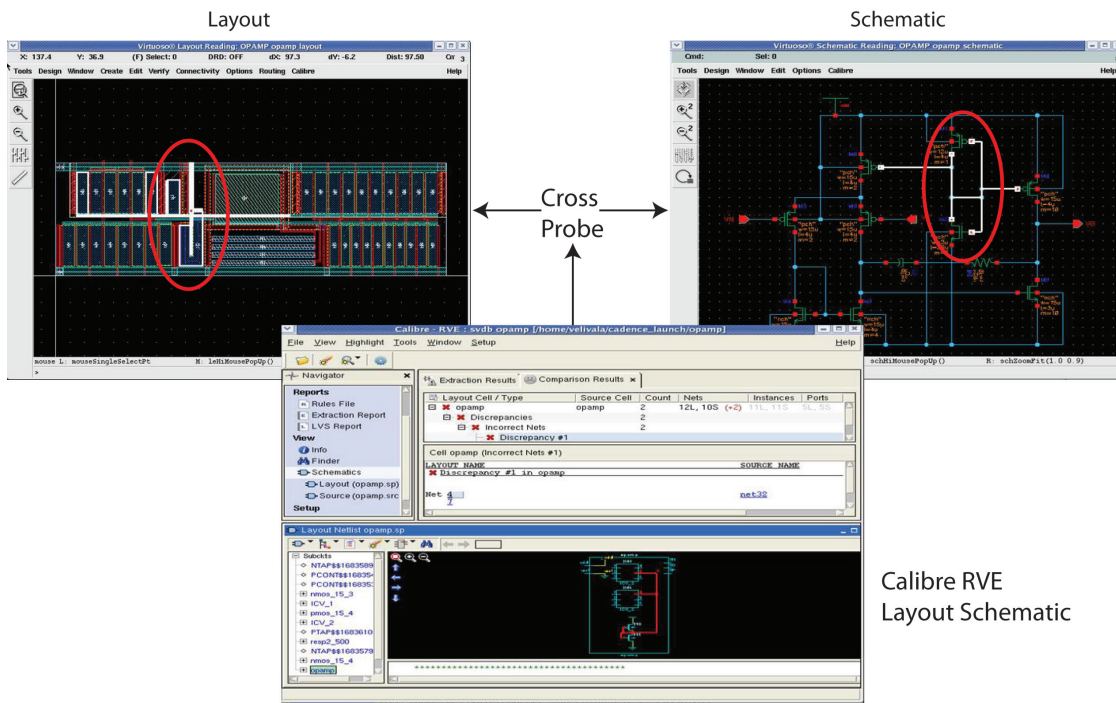 Layout
Schematic
Virtuoso® Layout Reading: OPAMP opamp layout
X: 137.4 Y: 36.9 (F) Select: 0 DRD: OFF dX: 97.3 dY: -6.2 Dist: 97.50 3
Tools Design Window Create Edit Verify Connectivity Options Routing Calibre Help
mouse L: mouseSingleSelectPt M: leHiMousePopUp()
>
Virtuoso® Schematic Reading: OPAMP opamp schematic
Cmd: Sel: 0
Tools Design Window Edit Options Calibre Help
2
2
schHiMousePopUp() R: schZoomFit(1.0 0.9)
Cross
Probe
Calibre - RVE : svdb opamp [/home/velivala/cadence_launch/opamp]
File View Highlight Tools Window Setup Help
Navigator
Reports
Rules File
Extraction Report
LVS Report
View
Info
Finder
Schematics
Layout (opamp.sp)
Source (opamp.src
Setup
Extraction Results Comparison Results
Layout Cell / Type Source Cell Count Nets Instances Ports
opamp opamp 2 12L, 10S (+2) 11L, 11S 5L, 5S
Discrepancies 2
Incorrect Nets 2
Discrepancy #1
Cell opamp (Incorrect Nets #1)
LAYOUT NAME SOURCE NAME
Discrepancy #1 in opamp
Net 4 net32
7
Layout Netlist opamp.sp
Subckts
NTAP$$1683589
PCONT$$168354
PCONT$$16835:
nmos_15_3
ICV_1
pmos_15_4
ICV_2
PTAP$$1683610
resp2_500
NTAP$$1683579
nmos_15_4
opamp
****************************************
Calibre RVE
Layout Schematic